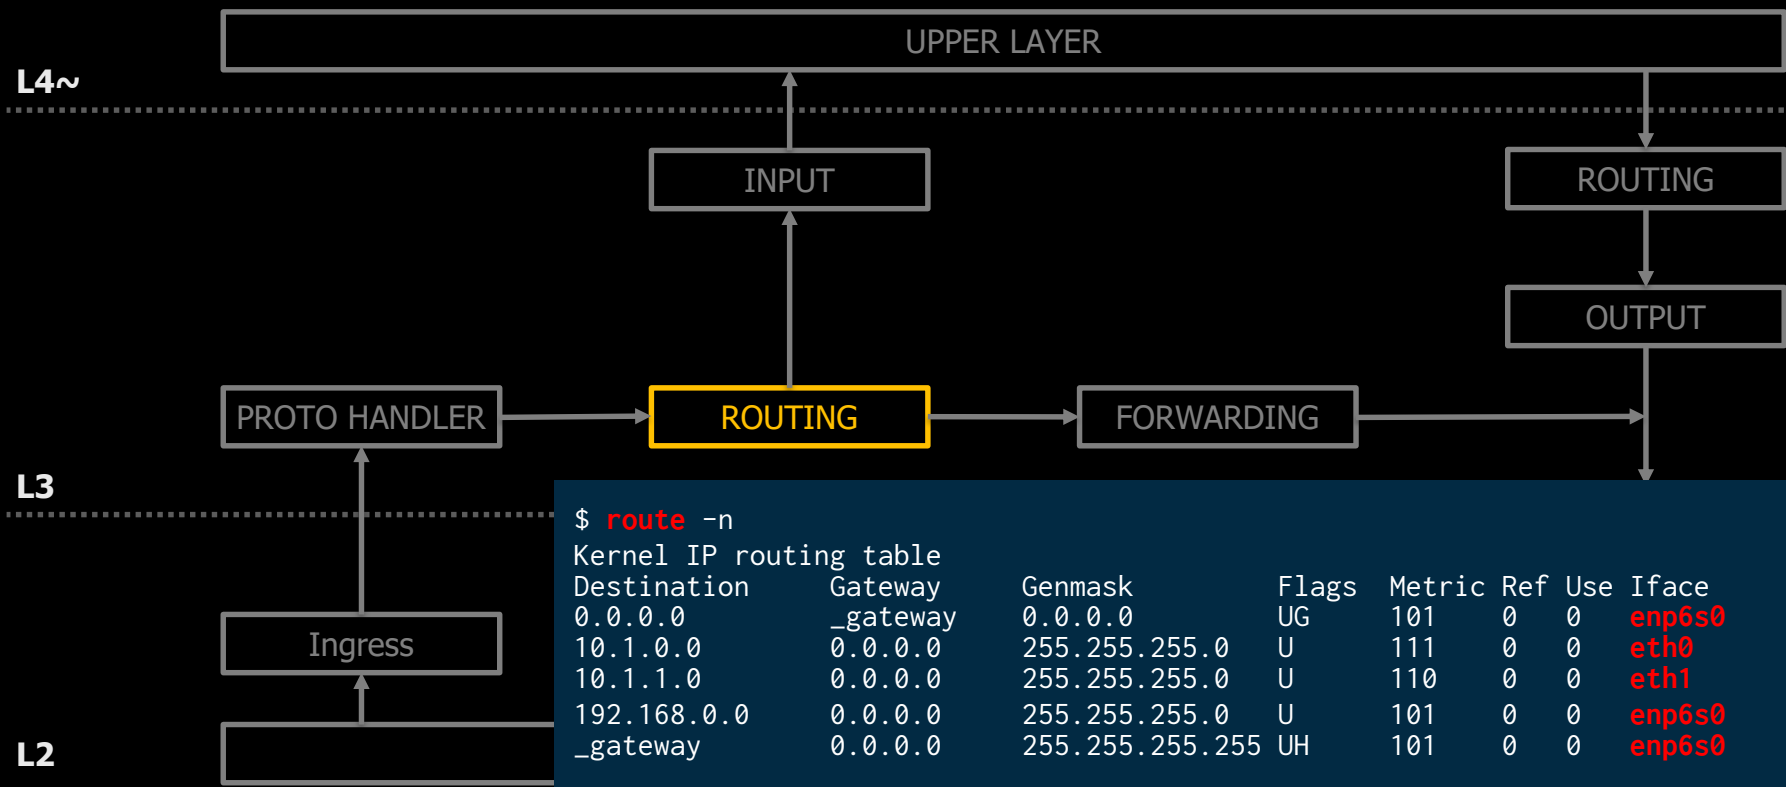 UPPER LAYER
L4~
INPUT
ROUTING
OUTPUT
PROTO HANDLER
ROUTING
FORWARDING
L3
$ route -n
Kernel IP routing table
Destination Gateway Genmask Flags Metric Ref Use Iface
0.0.0.0 _gateway 0.0.0.0 UG 101 0 0 enp6s0
10.1.0.0 0.0.0.0 255.255.255.0 U 111 0 0 eth0
10.1.1.0 0.0.0.0 255.255.255.0 U 110 0 0 eth1
192.168.0.0 0.0.0.0 255.255.255.0 U 101 0 0 enp6s0
_gateway 0.0.0.0 255.255.255.255 UH 101 0 0 enp6s0
Ingress
L2